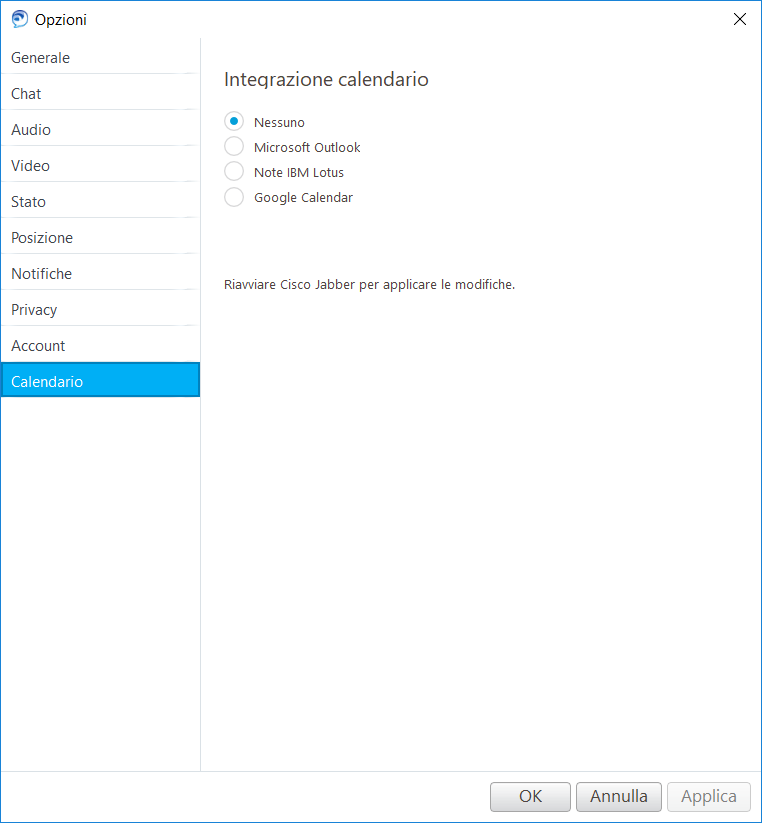 Opzioni
Generale
Chat
Audio
Video
Stato
Posizione
Notifiche
Privacy
Account
Calendario
Integrazione calendario
Nessuno
Microsoft Outlook
Note IBM Lotus
Google Calendar
Riavviare Cisco Jabber per applicare le modifiche.
OK
Annulla
Applica